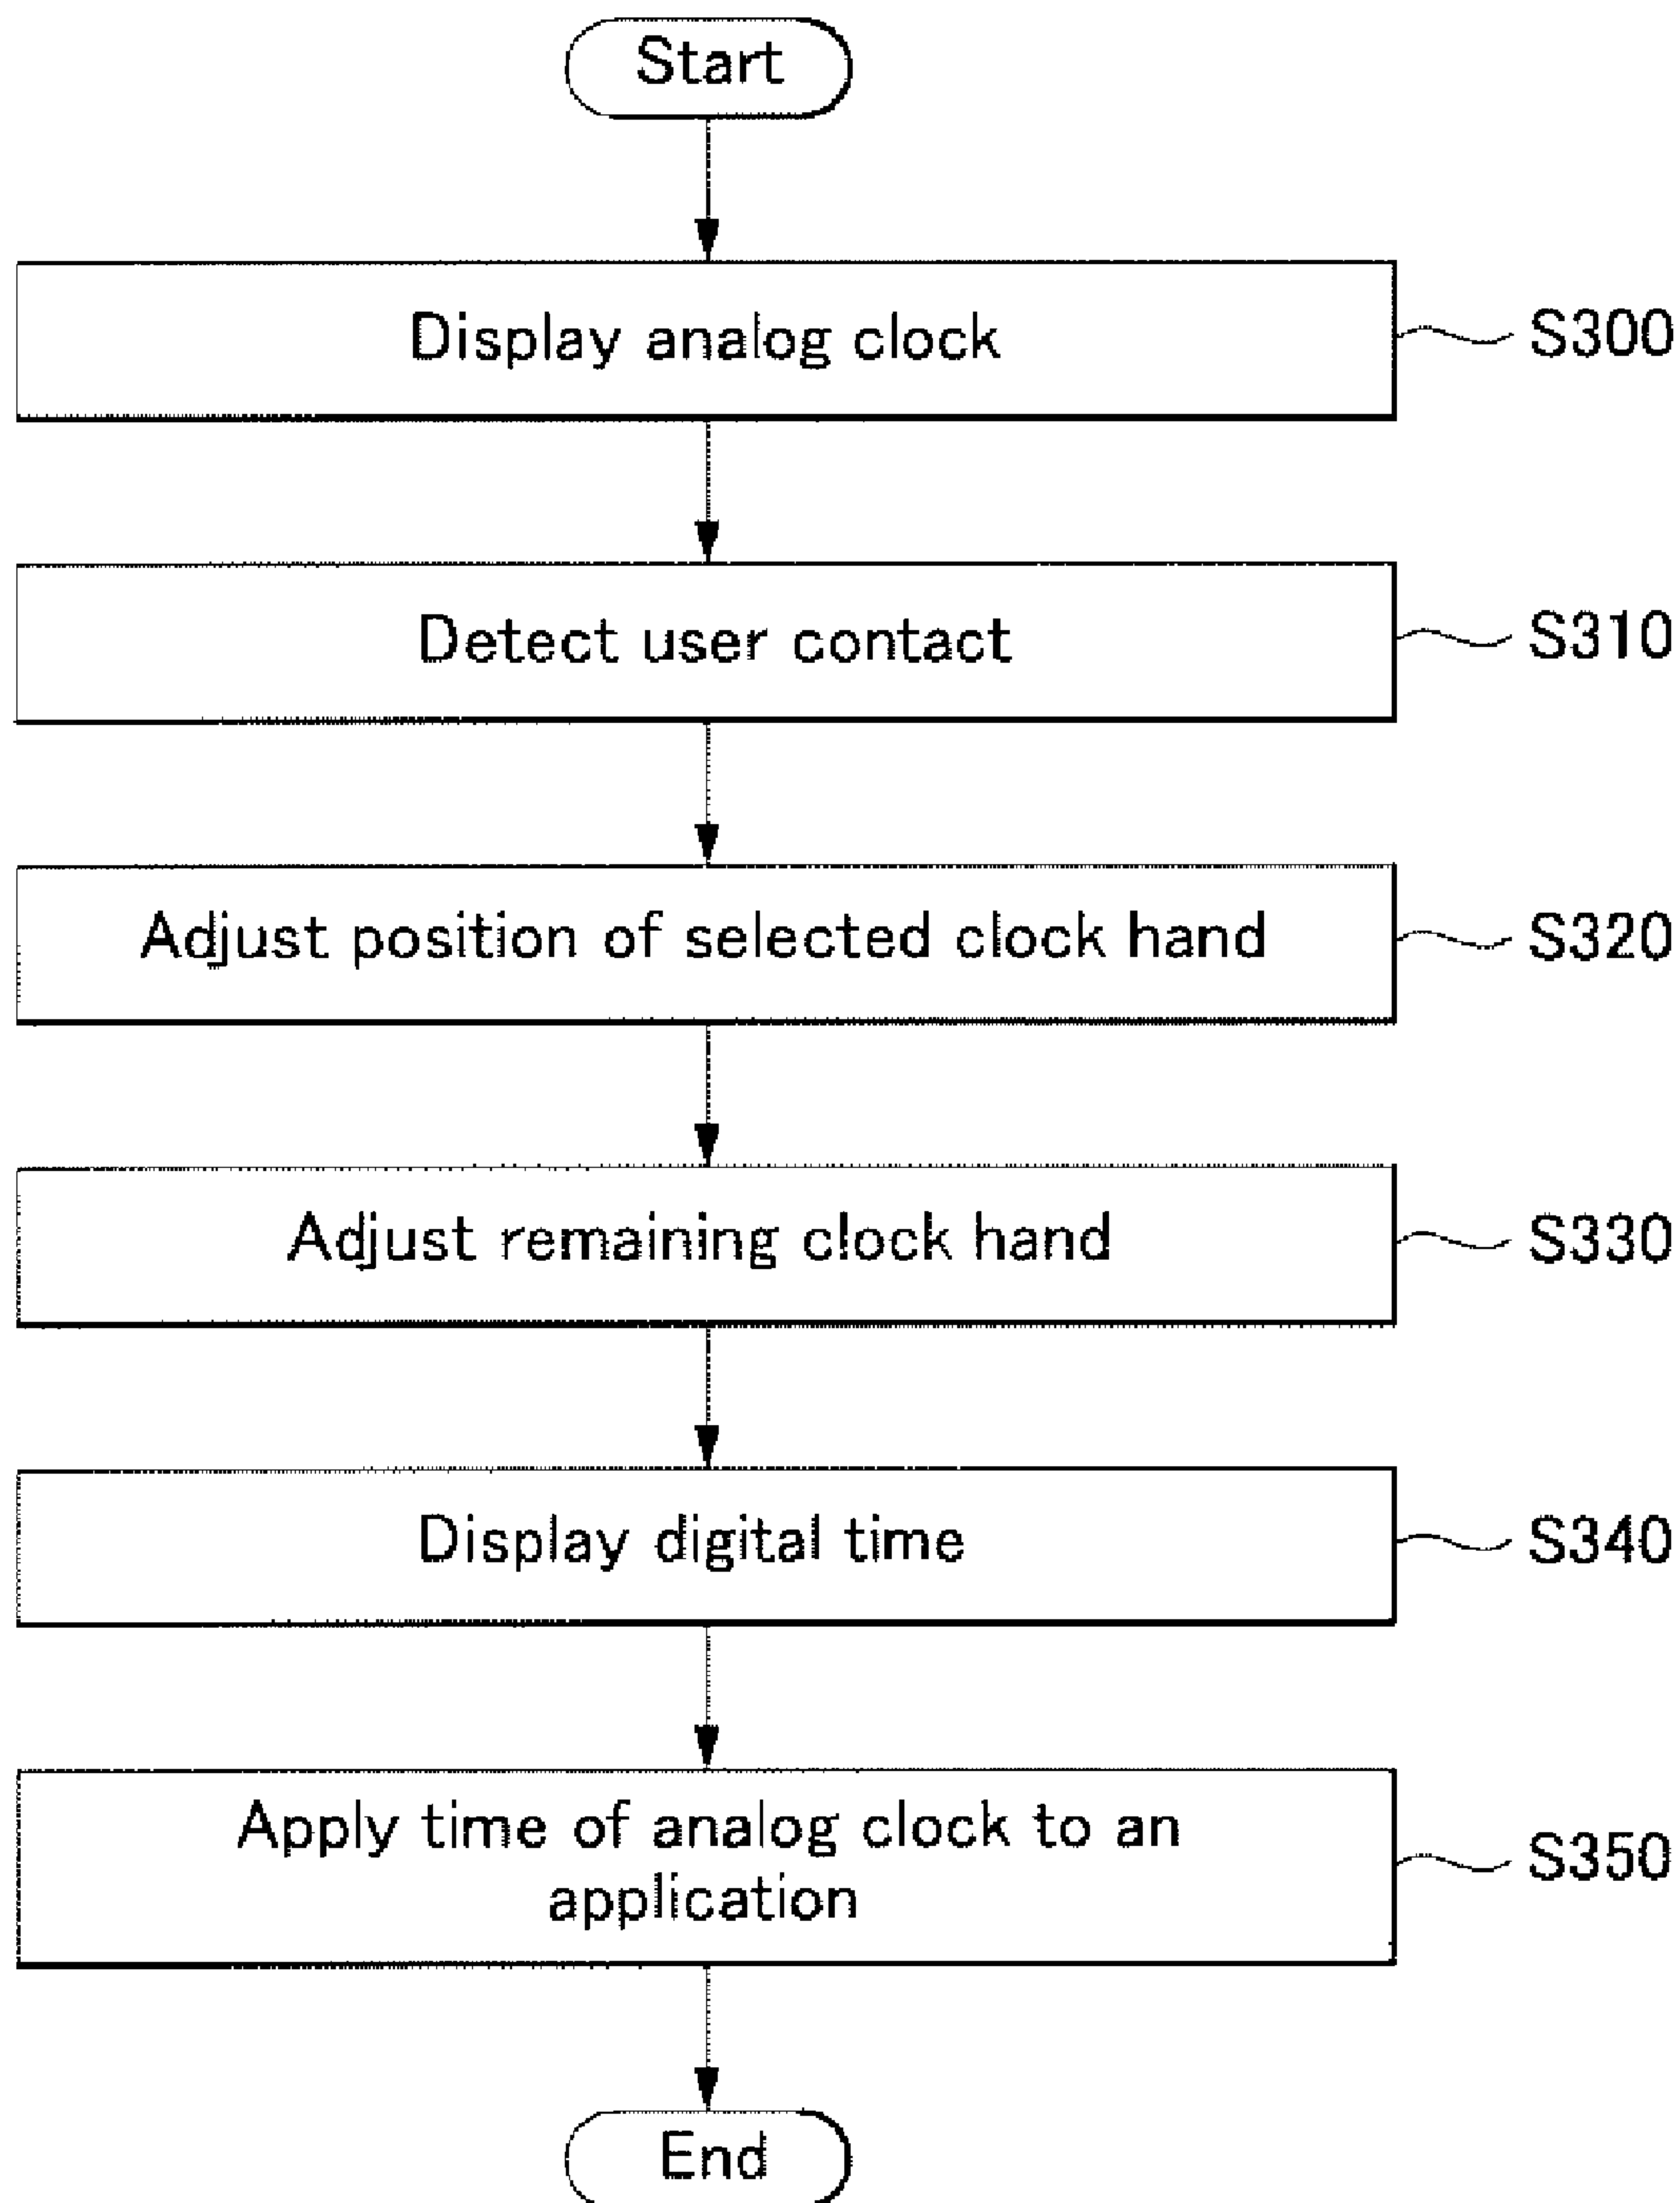 Start
Display analog clock
S300
Detect user contact
S310
Adjust position of selected clock hand
S320
Adjust remaining clock hand
S330
Display digital time
S340
Apply time of analog clock to an
application
S350
End